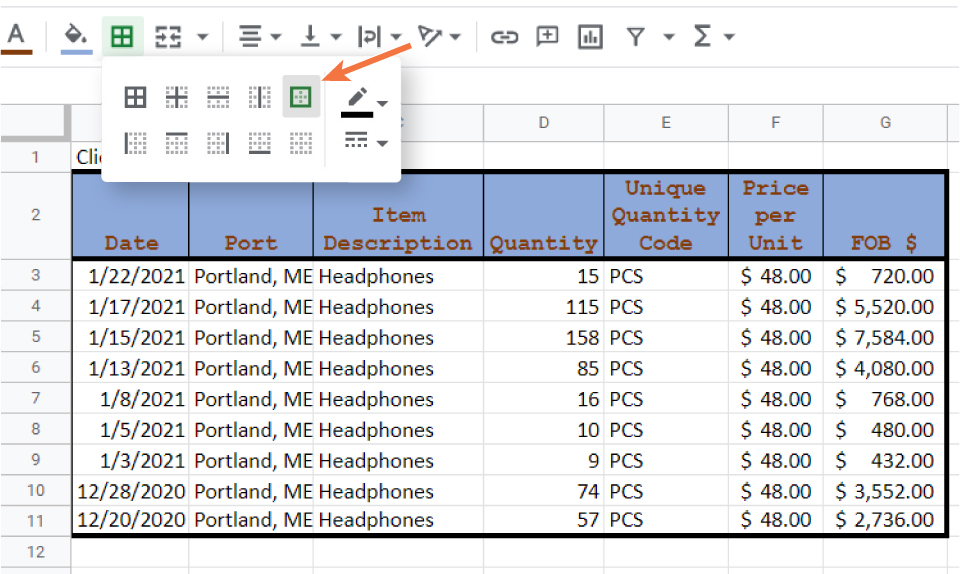 A
C D E F G
1 Clic
2 Date Port Item Description Quantity Unique Quantity Code Price per Unit FOB $
3 1/22/2021 Portland, ME Headphones 15 PCS $ 48.00 $ 720.00
4 1/17/2021 Portland, ME Headphones 115 PCS $ 48.00 $ 5,520.00
5 1/15/2021 Portland, ME Headphones 158 PCS $ 48.00 $ 7,584.00
6 1/13/2021 Portland, ME Headphones 85 PCS $ 48.00 $ 4,080.00
7 1/8/2021 Portland, ME Headphones 16 PCS $ 48.00 $ 768.00
8 1/5/2021 Portland, ME Headphones 10 PCS $ 48.00 $ 480.00
9 1/3/2021 Portland, ME Headphones 9 PCS $ 48.00 $ 432.00
10 12/28/2020 Portland, ME Headphones 74 PCS $ 48.00 $ 3,552.00
11 12/20/2020 Portland, ME Headphones 57 PCS $ 48.00 $ 2,736.00
12